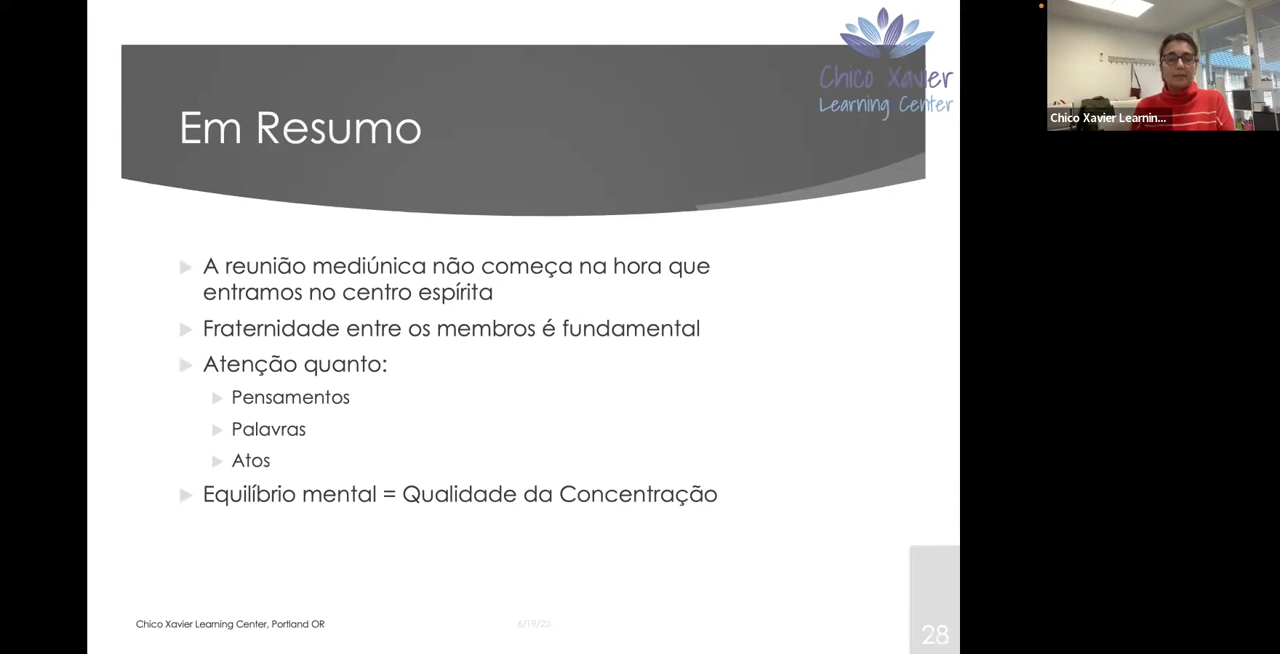 Chico Xavier
Learning Center
Chico Xavier Learnin...
Em Resumo
A reunião mediúnica não começa na hora que
entramos no centro espírita
Fraternidade entre os membros é fundamental
Atenção quanto:
Pensamentos
Palavras
Atos
Equilíbrio mental = Qualidade da Concentração
Chico Xavier Learning Center, Portland OR
28